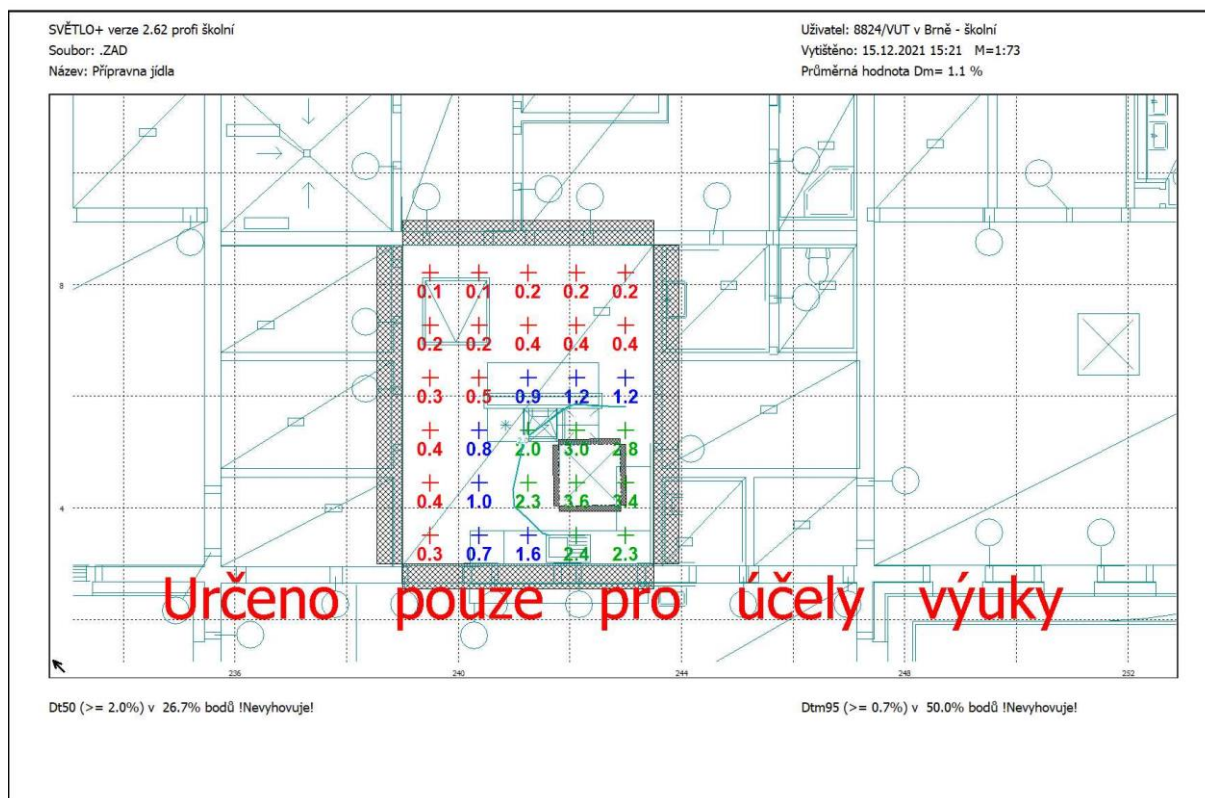 SVĚTLO+ verze 2.62 profi školní
Uživatel: 8824/VUT v Brně - školní
Soubor: .ZAD
Vytištěno: 15.12.2021 15:21 M=1:73
Název: Přípravna jídla
Průměrná hodnota Dm= 1.1 %
8
0.1 0.1 0.2 0.2 0.2
0.2 0.2 0.4 0.4 0.4
0.3 0.5 0.9 1.2 1.2
0.4 0.8 2.0 3.0 2.8
0.4 1.0 2.3 3.6 3.4
4
0.3 0.7 1.6 2.4 2.3
Určeno pouze pro účely výuky
236 240 244 248 252
Dt50 (>= 2.0%) v 26.7% bodů !Nevyhovuje!
Dtm95 (>= 0.7%) v 50.0% bodů !Nevyhovuje!